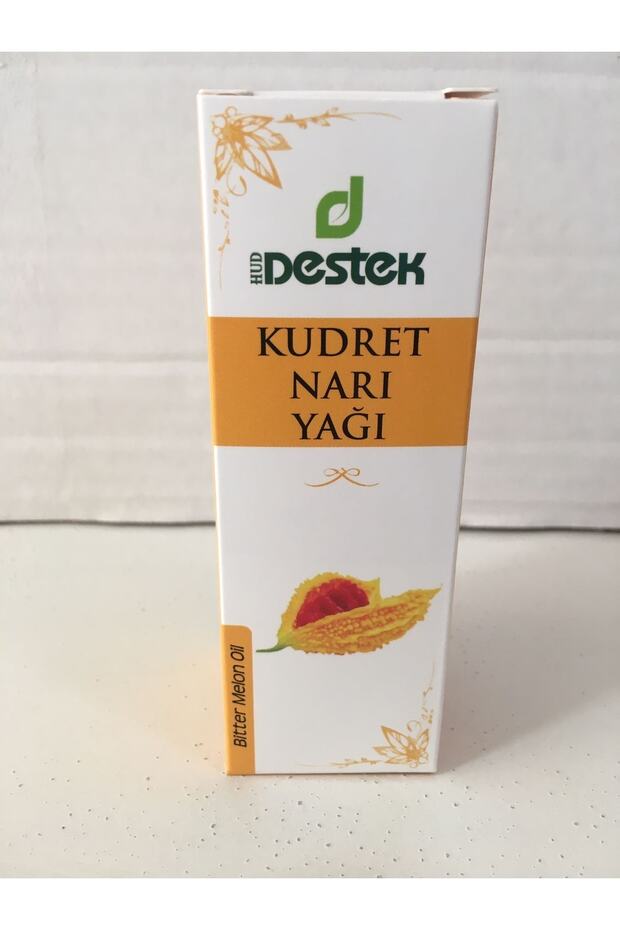 HUD DESTEK
KUDRET
NARI
YAĞI
Bitter Melon Oil